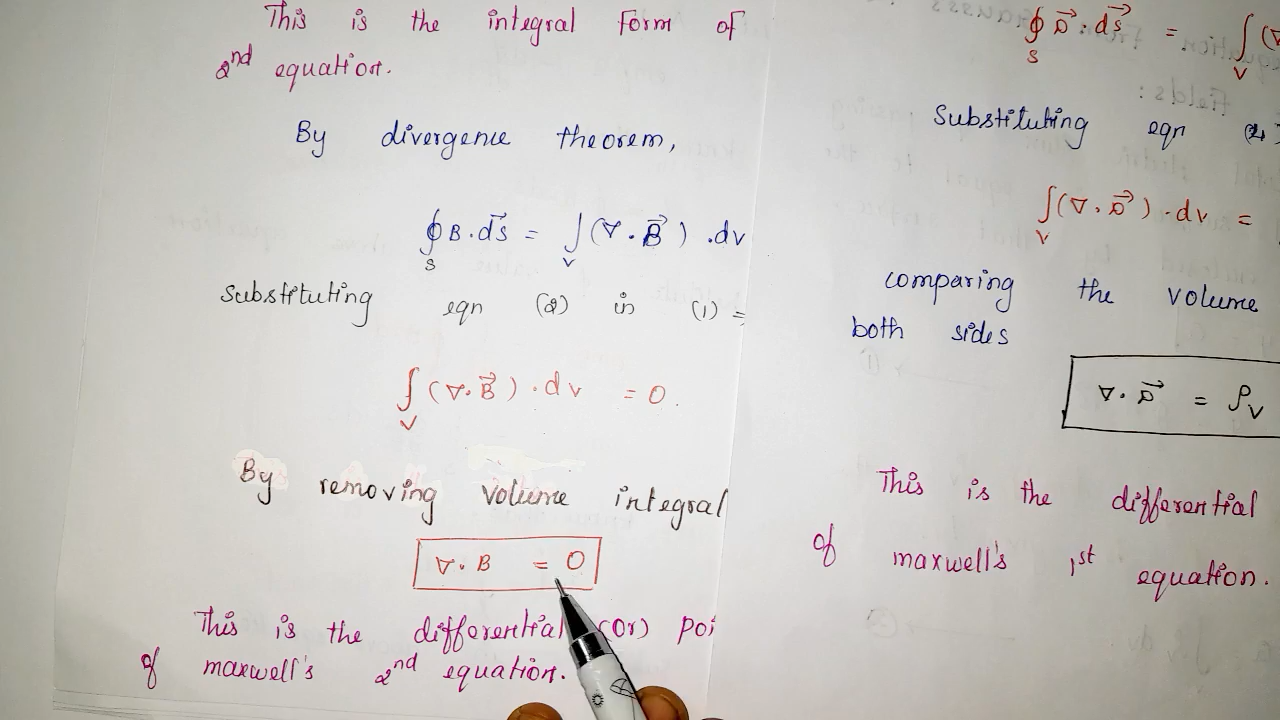 This is the integral form of
2nd equation.
By divergence theorem,
∮S B.dS⃗ = ∫V (∇.B⃗).dv
Substituting eqn (2) in (1) =
∫V (∇.B⃗).dv = 0.
By removing volume integral
∇.B = 0
This is the differential (or) poi
of maxwell's 2nd equation.
∮S D⃗.dS⃗ = ∫V (∇
Substituting eqn (2)
∫V (∇.D⃗).dv =
comparing the volume
both sides
∇.D⃗ = ρV
This is the differential
of maxwell's 1st equation.